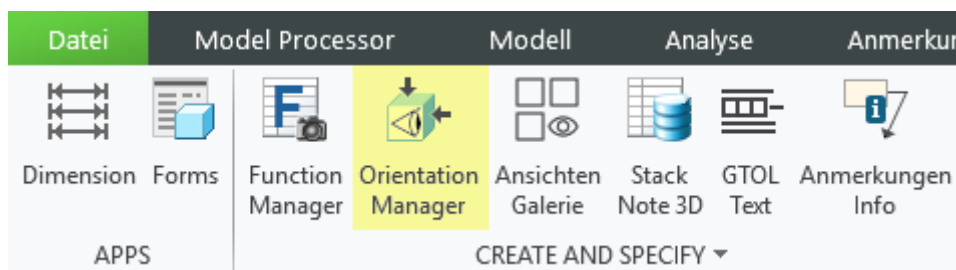 Datei Model Processor Modell Analyse Anmerkur
Dimension Forms Function Orientation Ansichten Stack GTOL Anmerkungen
Manager Manager Galerie Note 3D Text Info
APPS CREATE AND SPECIFY